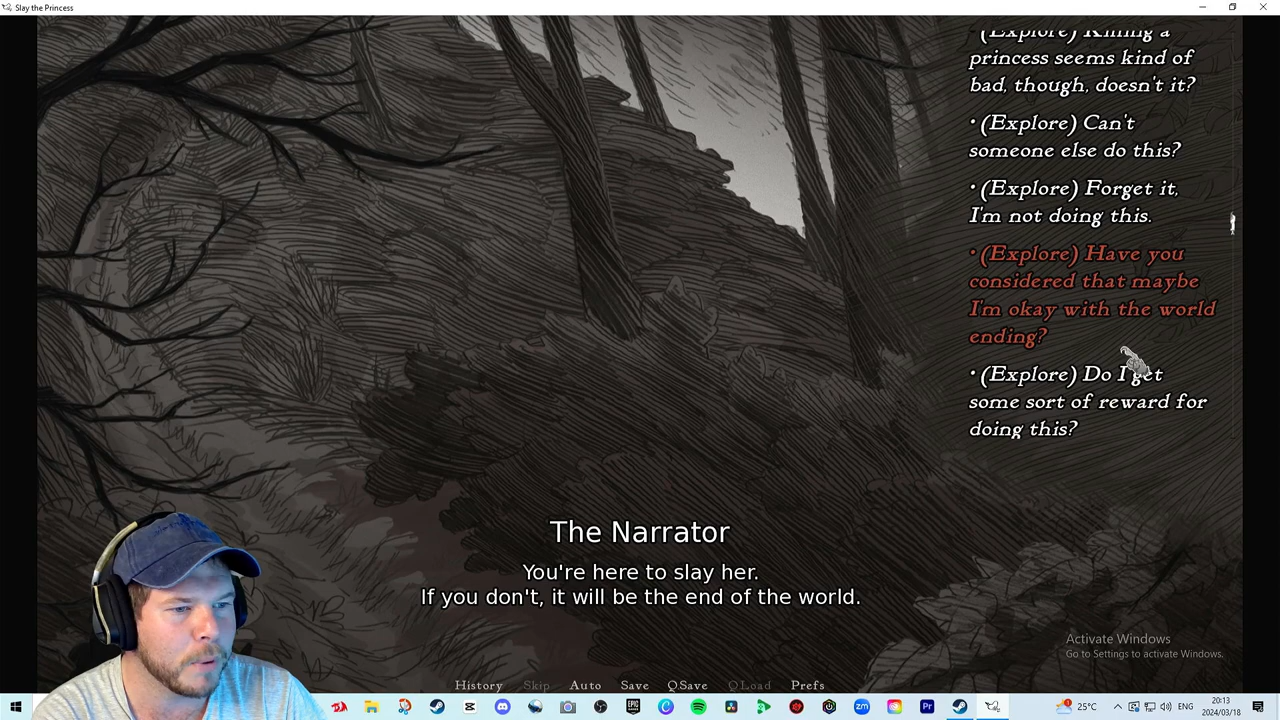 Slay the Princess
(Explore) Killing a
princess seems kind of
bad, though, doesn't it?
• (Explore) Can't
someone else do this?
• (Explore) Forget it,
I'm not doing this.
• (Explore) Have you
considered that maybe
I'm okay with the world
ending?
• (Explore) Do I get
some sort of reward for
doing this?
The Narrator
You're here to slay her.
If you don't, it will be the end of the world.
Activate Windows
Go to Settings to activate Windows.
History Skip Auto Save Q.Save Q.Load Prefs
25°C ENG 20:13
2024/03/18